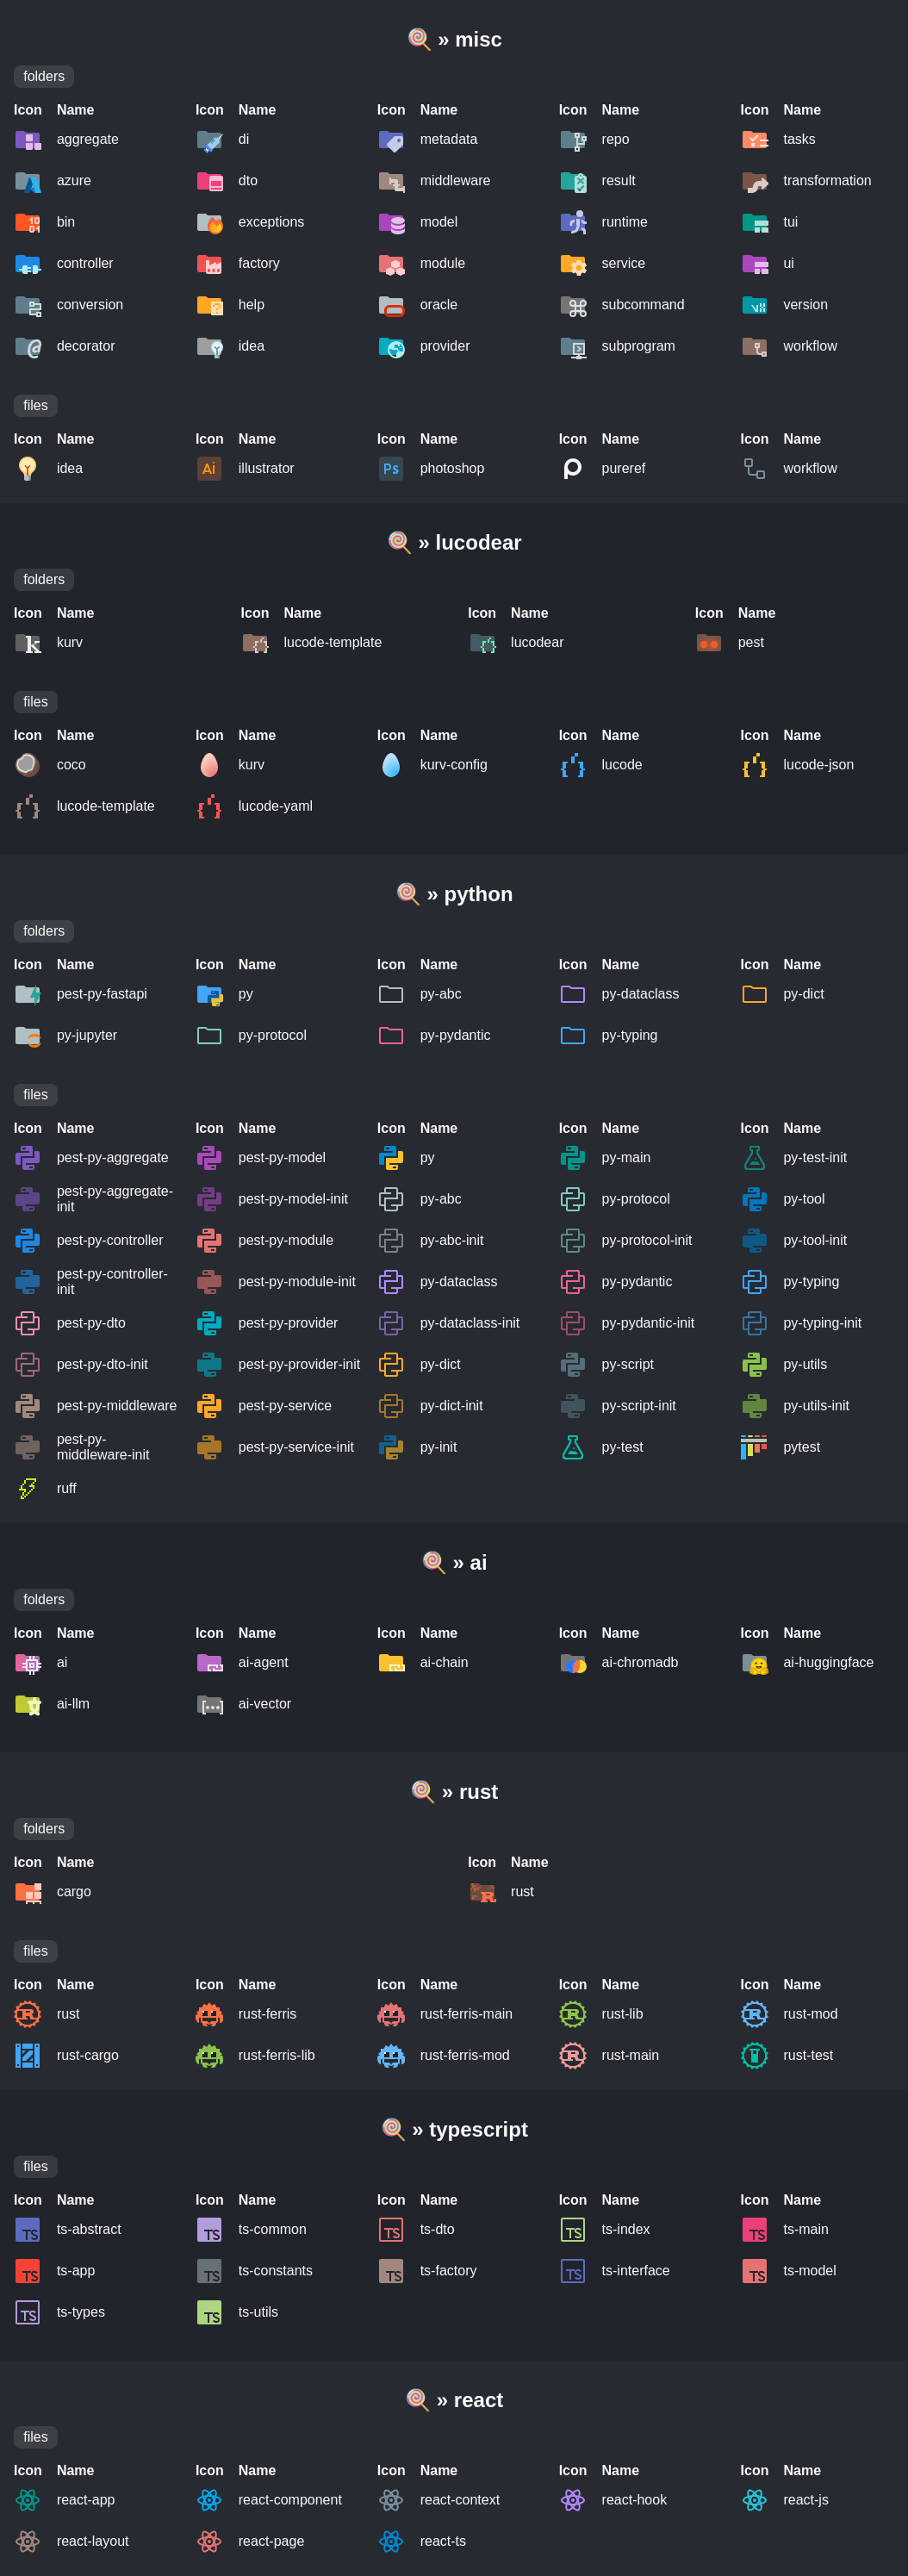 » misc
folders
Icon Name Icon Name Icon Name Icon Name Icon Name
aggregate di metadata repo tasks
azure dto middleware result transformation
bin exceptions model runtime tui
controller factory module service ui
conversion help oracle subcommand version
decorator idea provider subprogram workflow
files
Icon Name Icon Name Icon Name Icon Name Icon Name
idea Ai illustrator Ps photoshop pureref workflow
» lucodear
folders
Icon Name Icon Name Icon Name Icon Name
k kurv lucode-template lucodear pest
files
Icon Name Icon Name Icon Name Icon Name Icon Name
coco kurv kurv-config lucode lucode-json
lucode-template lucode-yaml
» python
folders
Icon Name Icon Name Icon Name Icon Name Icon Name
pest-py-fastapi py py-abc py-dataclass py-dict
py-jupyter py-protocol py-pydantic py-typing
files
Icon Name Icon Name Icon Name Icon Name Icon Name
pest-py-aggregate pest-py-model py py-main py-test-init
pest-py-aggregate-
init pest-py-model-init py-abc py-protocol py-tool
pest-py-controller pest-py-module py-abc-init py-protocol-init py-tool-init
pest-py-controller-
init pest-py-module-init py-dataclass py-pydantic py-typing
pest-py-dto pest-py-provider py-dataclass-init py-pydantic-init py-typing-init
pest-py-dto-init pest-py-provider-init py-dict py-script py-utils
pest-py-middleware pest-py-service py-dict-init py-script-init py-utils-init
pest-py-
middleware-init pest-py-service-init py-init py-test pytest
ruff
» ai
folders
Icon Name Icon Name Icon Name Icon Name Icon Name
ai ai-agent ai-chain ai-chromadb ai-huggingface
ai-llm ai-vector
» rust
folders
Icon Name Icon Name
cargo R rust
files
Icon Name Icon Name Icon Name Icon Name Icon Name
R rust rust-ferris rust-ferris-main R rust-lib R rust-mod
rust-cargo rust-ferris-lib rust-ferris-mod R rust-main rust-test
» typescript
files
Icon Name Icon Name Icon Name Icon Name Icon Name
TS ts-abstract TS ts-common TS ts-dto TS ts-index TS ts-main
TS ts-app TS ts-constants TS ts-factory TS ts-interface TS ts-model
TS ts-types TS ts-utils
» react
files
Icon Name Icon Name Icon Name Icon Name Icon Name
react-app react-component react-context react-hook react-js
react-layout react-page react-ts